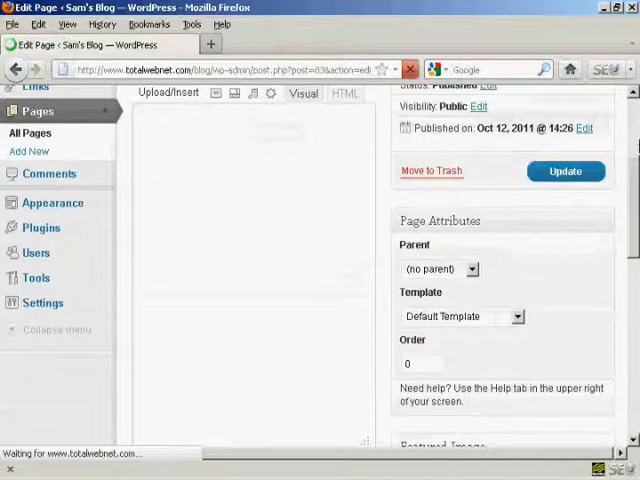 Edit Page ‹ Sam's Blog — WordPress - Mozilla Firefox
File Edit View History Bookmarks Tools Help
Edit Page ‹ Sam's Blog — WordPress
http://www.totalwebnet.com/blog/wp-admin/post.php?post=83&action=ed
Google
SEU
Links
Upload/Insert
Visual
HTML
Status: Published Edit
Visibility: Public Edit
Pages
Published on: Oct 12, 2011 @ 14:26 Edit
All Pages
Add New
Move to Trash
Update
Comments
Appearance
Plugins
Users
Tools
Settings
Collapse menu
Page Attributes
Parent
(no parent)
Template
Default Template
Order
0
Need help? Use the Help tab in the upper right
of your screen.
Featured Image
Waiting for www.totalwebnet.com...
SEU